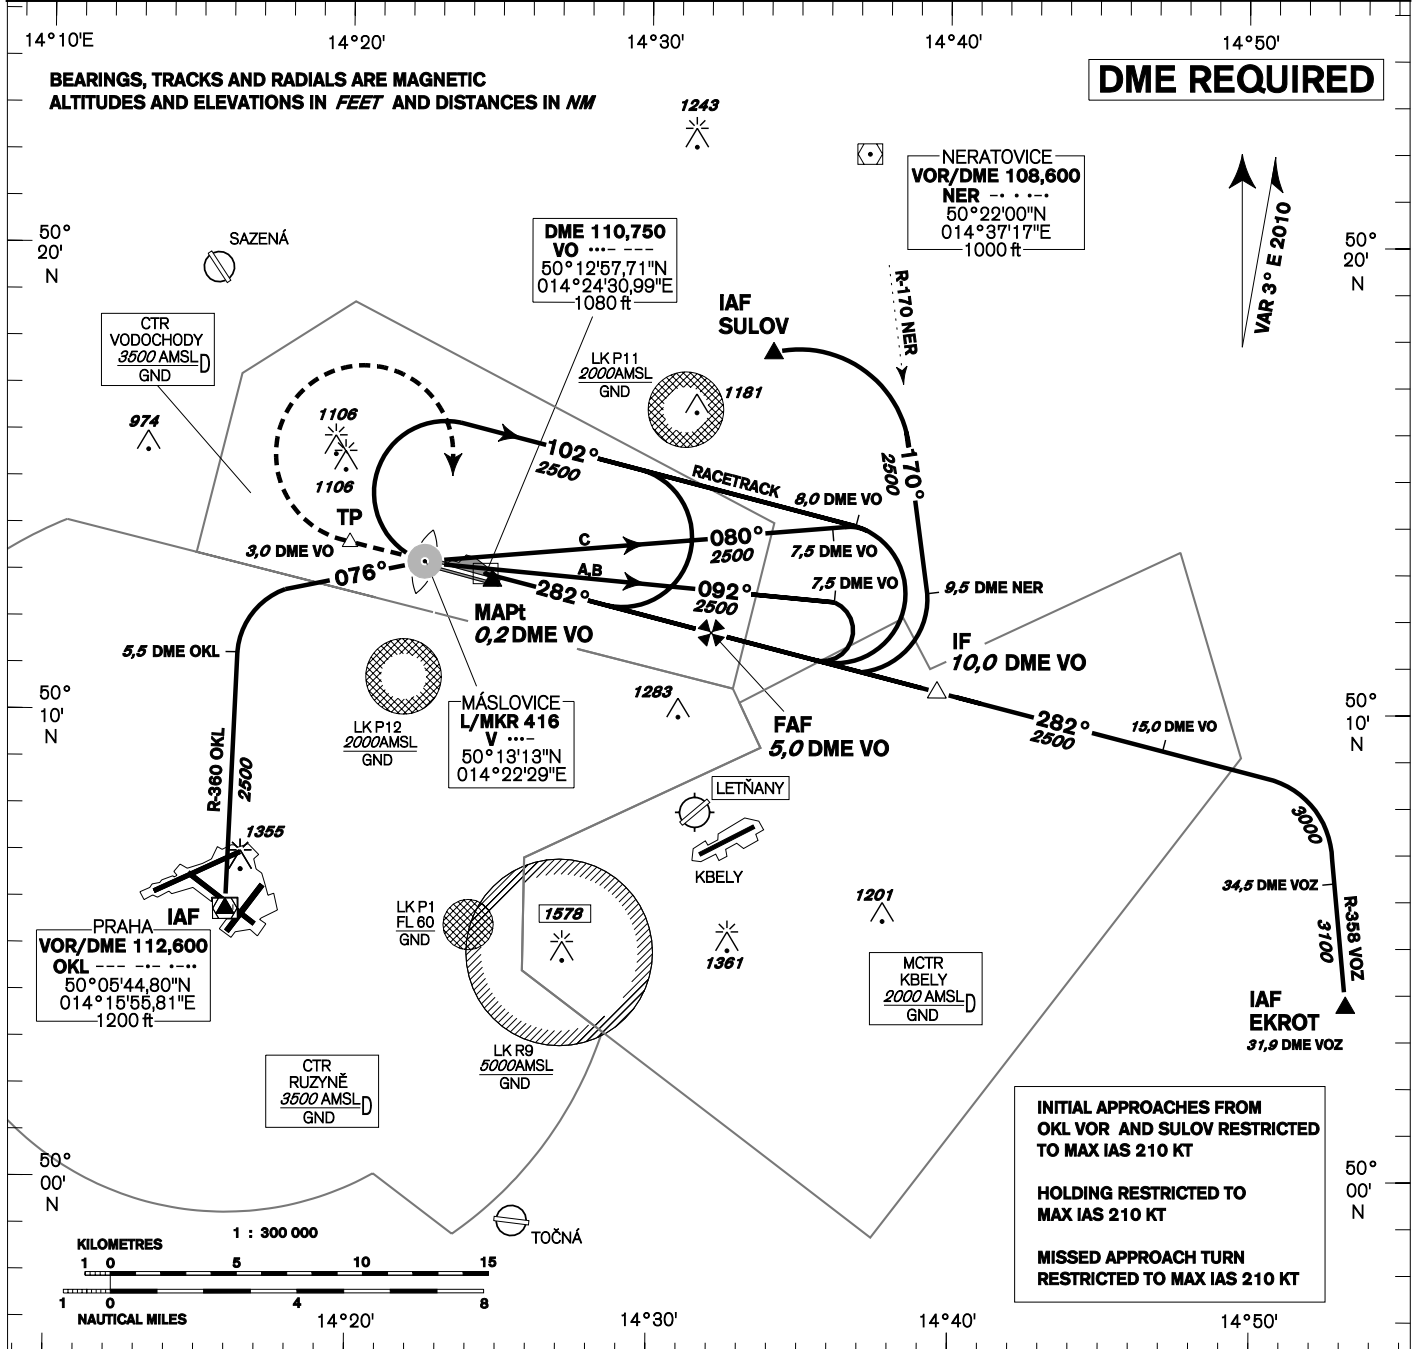 14°10'E
14°20'
14°30'
14°40'
14°50'
BEARINGS, TRACKS AND RADIALS ARE MAGNETIC
ALTITUDES AND ELEVATIONS IN FEET AND DISTANCES IN NM
DME REQUIRED
1243
NERATOVICE
VOR/DME 108,600
NER -· · ·-·
50°22'00"N
014°37'17"E
1000 ft
VAR 3° E 2010
50°
20'
N
50°
20'
N
SAZENÁ
DME 110,750
VO ···- ---
50°12'57,71"N
014°24'30,99"E
1080 ft
R-170 NER
IAF
SULOV
CTR
VODOCHODY
3500 AMSL D
GND
LK P11
2000AMSL
GND
1181
974
1106
1106
102°
2500
RACETRACK
170°
2500
8,0 DME VO
TP
3,0 DME VO
C
080°
2500
7,5 DME VO
076°
A,B
092°
2500
7,5 DME VO
282°
9,5 DME NER
MAPt
0,2 DME VO
5,5 DME OKL
IF
10,0 DME VO
1283
50°
10'
N
50°
10'
N
LK P12
2000AMSL
GND
MÁSLOVICE
L/MKR 416
V ···-
50°13'13"N
014°22'29"E
FAF
5,0 DME VO
282°
2500
15,0 DME VO
R-360 OKL
2500
LETŇANY
KBELY
3000
1355
34,5 DME VOZ
R-358 VOZ
3100
IAF
PRAHA
VOR/DME 112,600
OKL --- -·- ·-··
50°05'44,80"N
014°15'55,81"E
1200 ft
LK P1
FL 60
GND
1578
1201
1361
MCTR
KBELY
2000 AMSL D
GND
IAF
EKROT
31,9 DME VOZ
LK R9
5000AMSL
GND
CTR
RUZYNĚ
3500 AMSL D
GND
INITIAL APPROACHES FROM
OKL VOR AND SULOV RESTRICTED
TO MAX IAS 210 KT
HOLDING RESTRICTED TO
MAX IAS 210 KT
MISSED APPROACH TURN
RESTRICTED TO MAX IAS 210 KT
50°
00'
N
50°
00'
N
TOČNÁ
1 : 300 000
KILOMETRES
1 0 5 10 15
1 0 4 8
NAUTICAL MILES
14°20'
14°30'
14°40'
14°50'